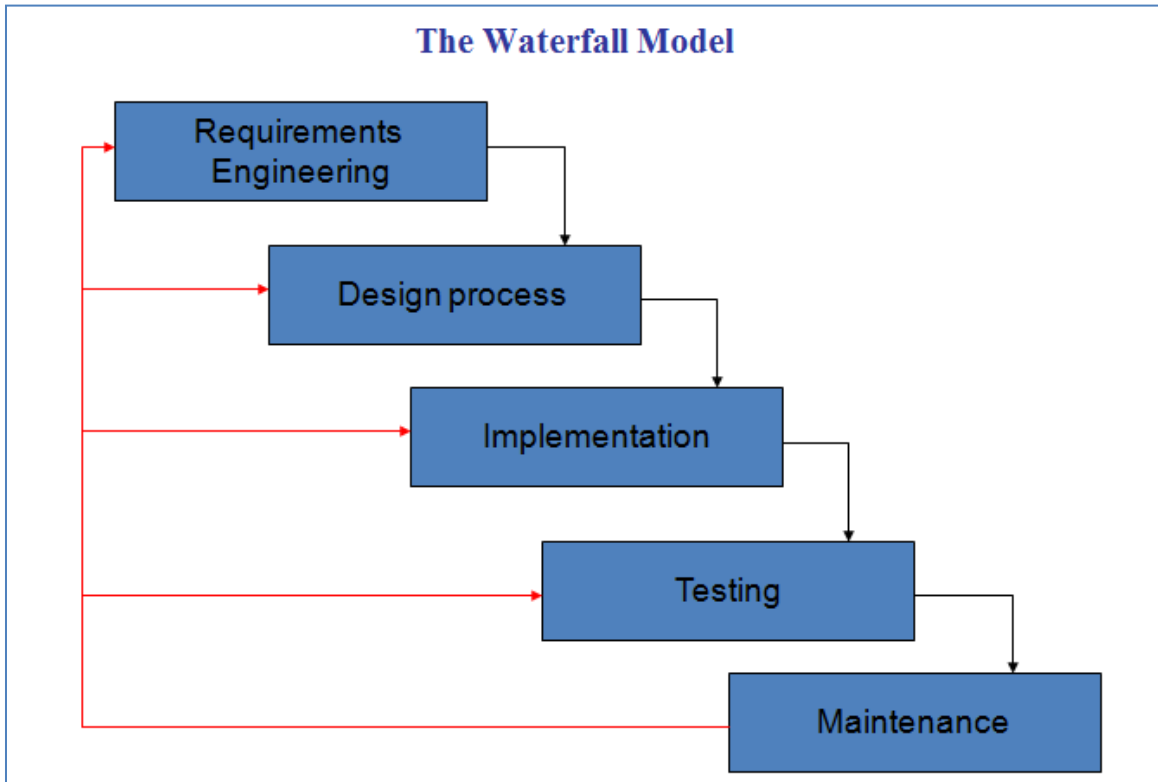 The Waterfall Model
Requirements
Engineering
Design process
Implementation
Testing
Maintenance